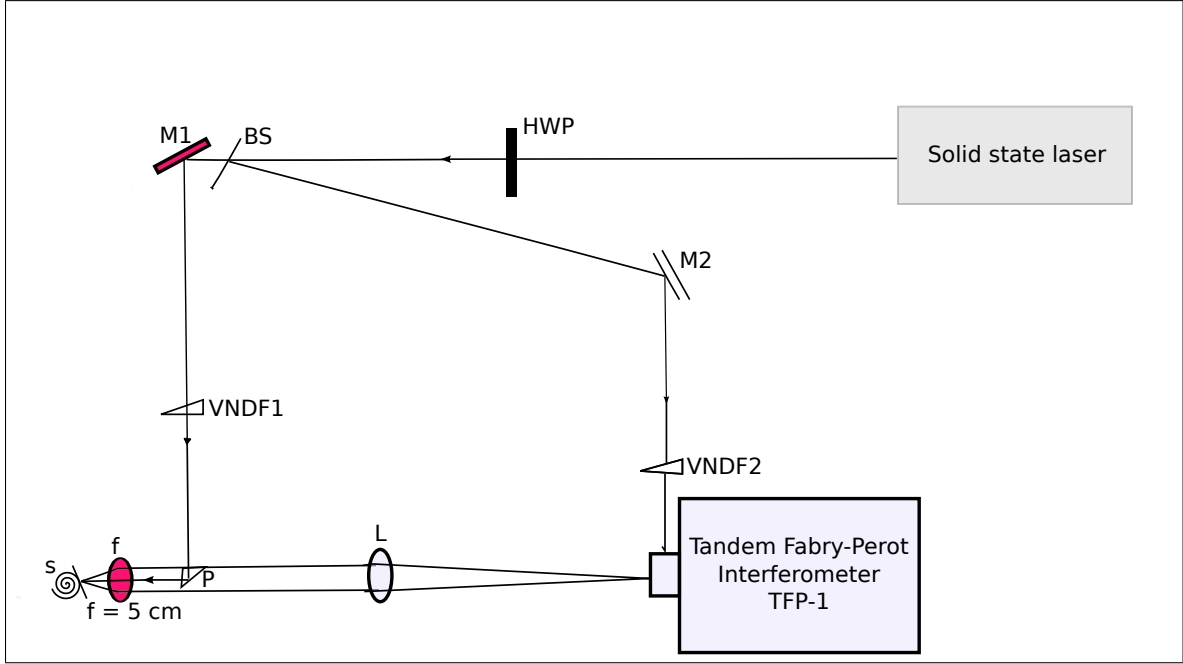 M1
BS
HWP
Solid state laser
M2
VNDF1
VNDF2
L
f
s
P
f = 5 cm
Tandem Fabry-Perot
Interferometer
TFP-1